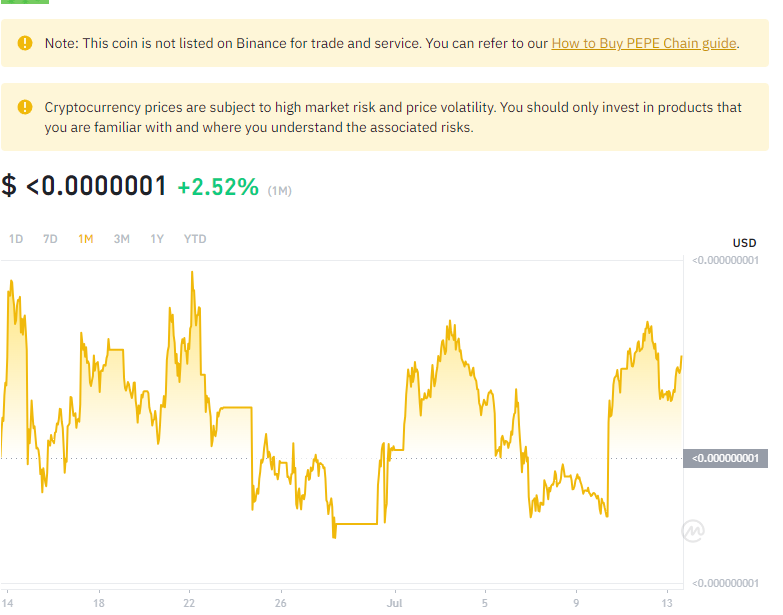 Note: This coin is not listed on Binance for trade and service. You can refer to our How to Buy PEPE Chain guide.
Cryptocurrency prices are subject to high market risk and price volatility. You should only invest in products that
you are familiar with and where you understand the associated risks.
$ <0.0000001 +2.52% (1M)
1D 7D 1M 3M 1Y YTD
USD
<0.000000001
<0.000000001
<0.000000001
14 18 22 26 Jul 5 9 13